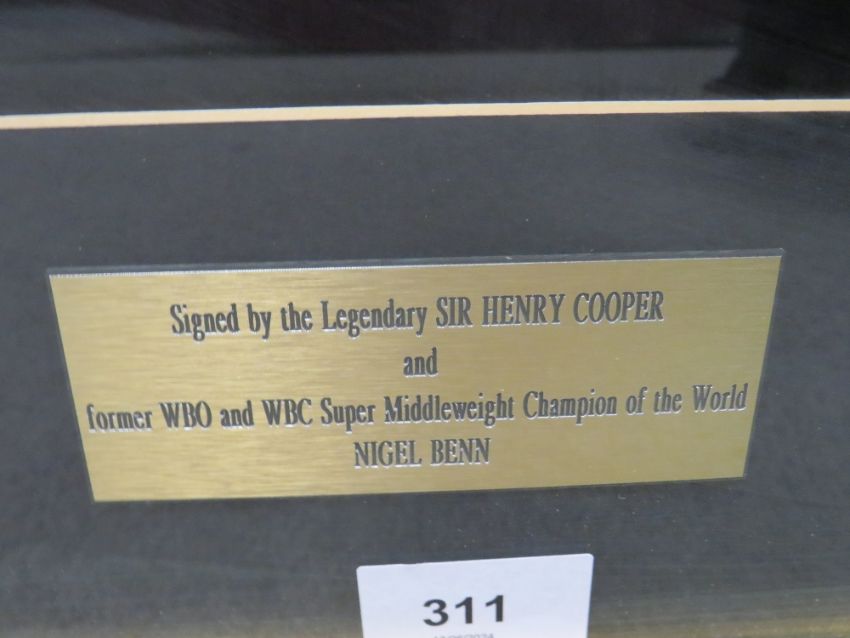 Signed by the Legendary SIR HENRY COOPER
and
former WBO and WBC Super Middleweight Champion of the World
NIGEL BENN
311